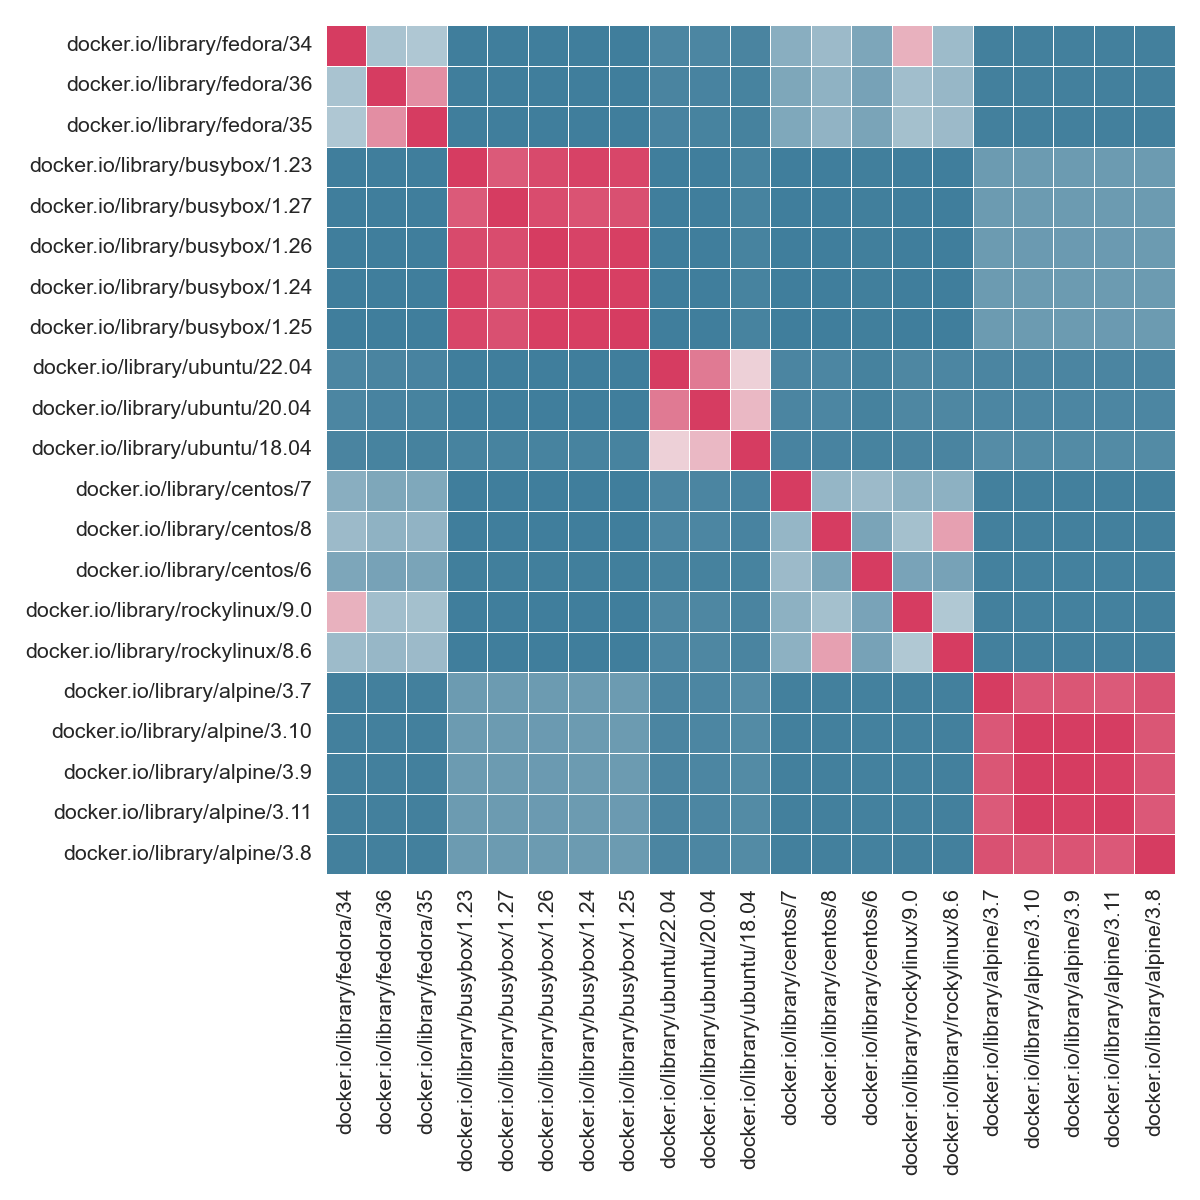 docker.io/library/fedora/34
docker.io/library/fedora/36
docker.io/library/fedora/35
docker.io/library/busybox/1.23
docker.io/library/busybox/1.27
docker.io/library/busybox/1.26
docker.io/library/busybox/1.24
docker.io/library/busybox/1.25
docker.io/library/ubuntu/22.04
docker.io/library/ubuntu/20.04
docker.io/library/ubuntu/18.04
docker.io/library/centos/7
docker.io/library/centos/8
docker.io/library/centos/6
docker.io/library/rockylinux/9.0
docker.io/library/rockylinux/8.6
docker.io/library/alpine/3.7
docker.io/library/alpine/3.10
docker.io/library/alpine/3.9
docker.io/library/alpine/3.11
docker.io/library/alpine/3.8
docker.io/library/fedora/34
docker.io/library/fedora/36
docker.io/library/fedora/35
docker.io/library/busybox/1.23
docker.io/library/busybox/1.27
docker.io/library/busybox/1.26
docker.io/library/busybox/1.24
docker.io/library/busybox/1.25
docker.io/library/ubuntu/22.04
docker.io/library/ubuntu/20.04
docker.io/library/ubuntu/18.04
docker.io/library/centos/7
docker.io/library/centos/8
docker.io/library/centos/6
docker.io/library/rockylinux/9.0
docker.io/library/rockylinux/8.6
docker.io/library/alpine/3.7
docker.io/library/alpine/3.10
docker.io/library/alpine/3.9
docker.io/library/alpine/3.11
docker.io/library/alpine/3.8